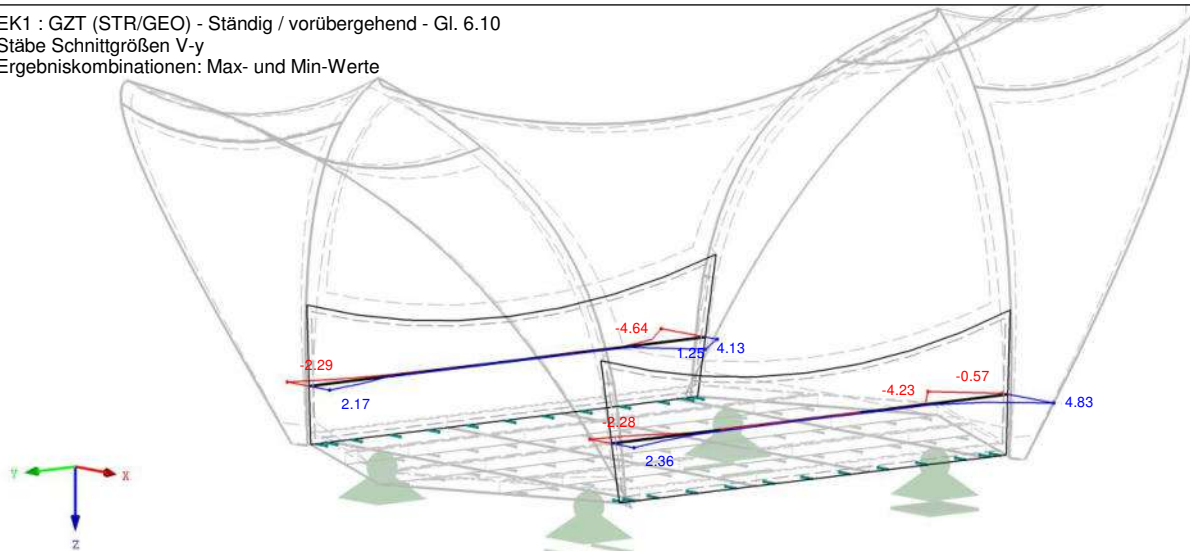 EK1 : GZT (STR/GEO) - Ständig / vorübergehend - Gl. 6.10
Stäbe Schnittgrößen V-y
Ergebniskombinationen: Max- und Min-Werte
-4.64
1.25
4.13
-2.29
2.17
-0.57
-4.23
4.83
-2.28
2.36
Y
X
Z